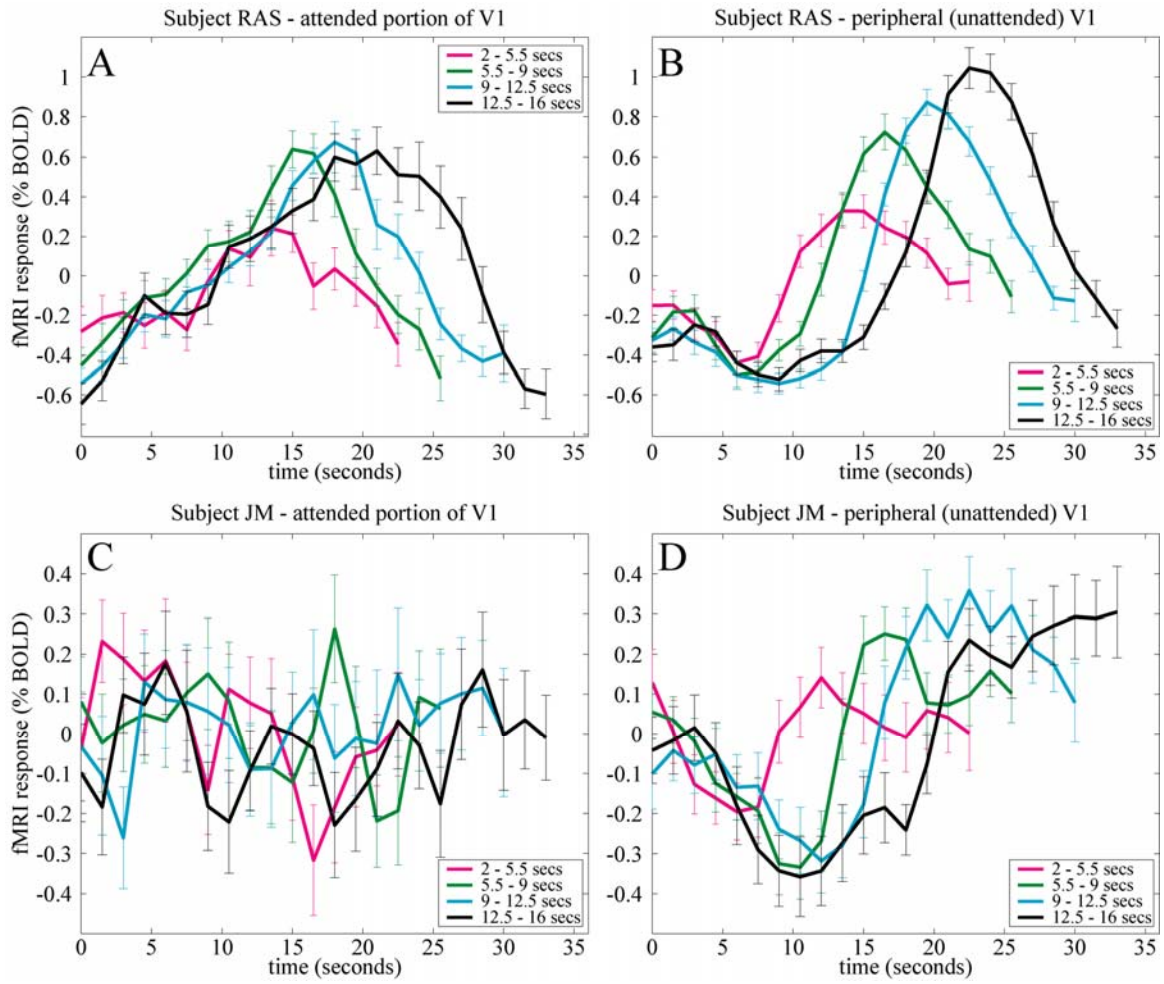 Subject RAS - attended portion of V1
A
2 - 5.5 secs
5.5 - 9 secs
9 - 12.5 secs
12.5 - 16 secs
fMRI response (% BOLD)
1
0.8
0.6
0.4
0.2
0
-0.2
-0.4
-0.6
0 5 10 15 20 25 30 35
time (seconds)
Subject RAS - peripheral (unattended) V1
B
1
0.8
0.6
0.4
0.2
0
-0.2
-0.4
-0.6
2 - 5.5 secs
5.5 - 9 secs
9 - 12.5 secs
12.5 - 16 secs
0 5 10 15 20 25 30 35
time (seconds)
Subject JM - attended portion of V1
C
fMRI response (% BOLD)
0.4
0.3
0.2
0.1
0
-0.1
-0.2
-0.3
-0.4
2 - 5.5 secs
5.5 - 9 secs
9 - 12.5 secs
12.5 - 16 secs
0 5 10 15 20 25 30 35
time (seconds)
Subject JM - peripheral (unattended) V1
D
0.4
0.3
0.2
0.1
0
-0.1
-0.2
-0.3
-0.4
2 - 5.5 secs
5.5 - 9 secs
9 - 12.5 secs
12.5 - 16 secs
0 5 10 15 20 25 30 35
time (seconds)